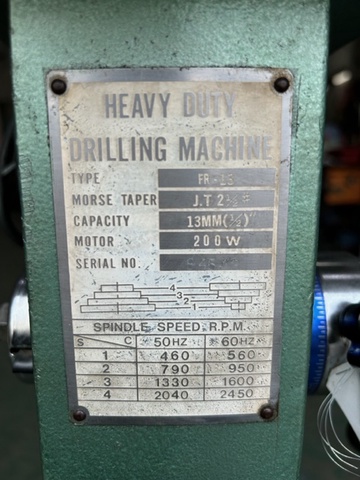 HEAVY DUTY
DRILLING MACHINE
TYPE
MORSE TAPER J.T
CAPACITY 13MM(½)"
MOTOR 200W
SERIAL NO.
4
3
2
1
SPINDLE SPEED.R.P.M.
S C 50HZ 60HZ
1 460 560
2 790 950
3 1330 1600
4 2040 2450